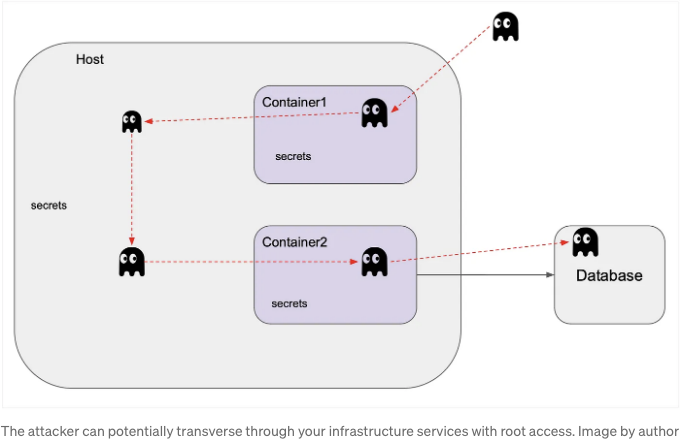 Host
Container1
secrets
secrets
Container2
Database
secrets
The attacker can potentially transverse through your infrastructure services with root access. Image by author